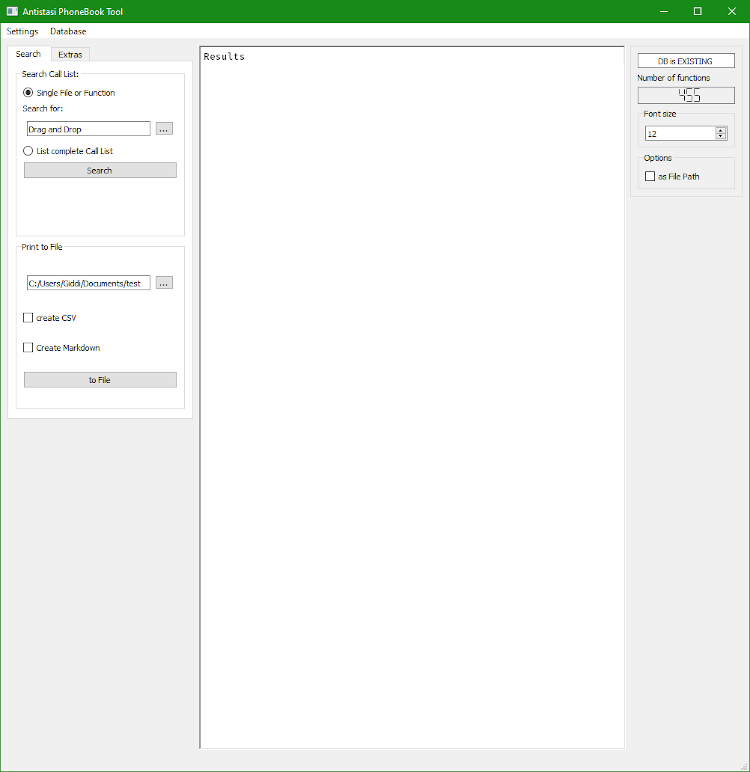 Antistasi PhoneBook Tool
Settings Database
Search Extras
Search Call List:
Single File or Function
Search for:
Drag and Drop ...
List complete Call List
Search
Print to File
C:/Users/Giddi/Documents/test ...
create CSV
Create Markdown
to File
Results
DB is EXISTING
Number of functions
455
Font size
12
Options
as File Path